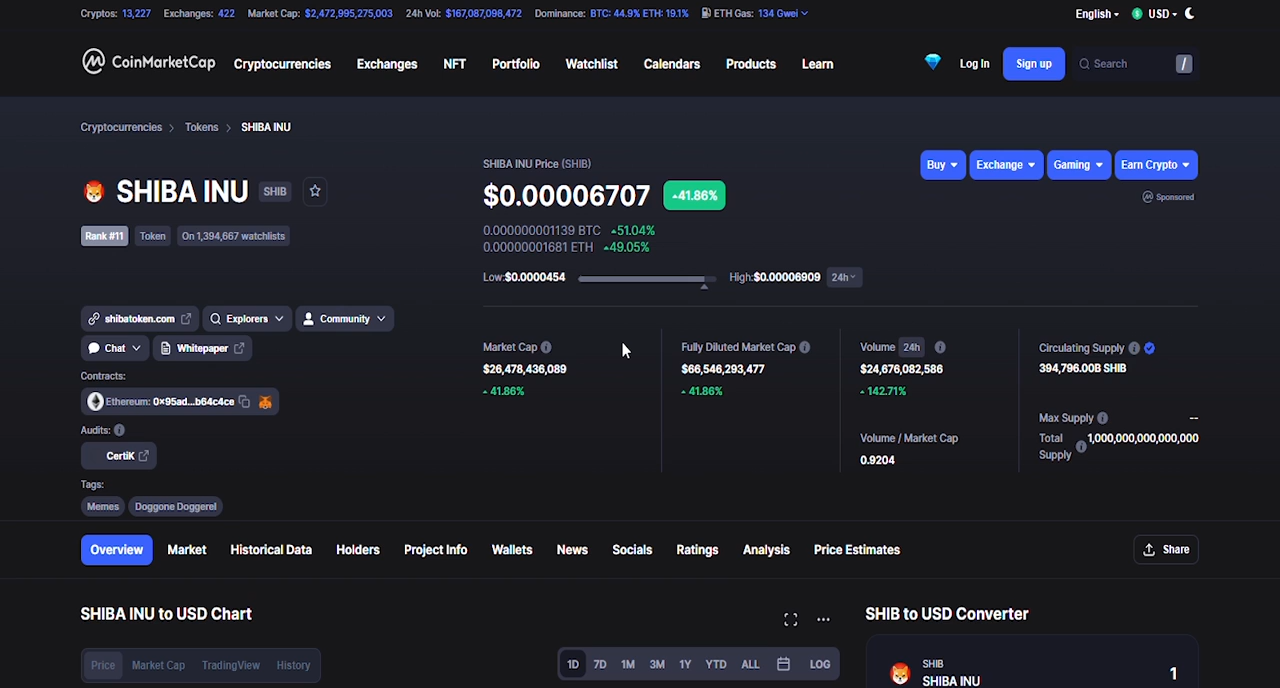 Cryptos: 13,227 Exchanges: 422 Market Cap: $2,472,995,275,003 24h Vol: $167,087,098,472 Dominance: BTC: 44.9% ETH: 19.1% ETH Gas: 134 Gwei English $ USD
CoinMarketCap Cryptocurrencies Exchanges NFT Portfolio Watchlist Calendars Products Learn Log In Sign up Search /
Cryptocurrencies > Tokens > SHIBA INU
SHIBA INU SHIB
Rank #11 Token On 1,394,667 watchlists
shibatoken.com Explorers Community
Chat Whitepaper
Contracts:
Ethereum: 0x95ad...b64c4ce
Audits:
CertiK
Tags:
Memes Doggone Doggerel
SHIBA INU Price (SHIB)
$0.00006707 41.86%
0.000000001139 BTC 51.04%
0.00000001681 ETH 49.05%
Low:$0.0000454 High:$0.00006909 24h
Buy Exchange Gaming Earn Crypto
Sponsored
Market Cap
$26,478,436,089
41.86%
Fully Diluted Market Cap
$66,546,293,477
41.86%
Volume 24h
$24,676,082,586
142.71%
Volume / Market Cap
0.9204
Circulating Supply
394,796.00B SHIB
Max Supply --
Total Supply 1,000,000,000,000,000
Overview Market Historical Data Holders Project Info Wallets News Socials Ratings Analysis Price Estimates Share
SHIBA INU to USD Chart
Price Market Cap TradingView History 1D 7D 1M 3M 1Y YTD ALL LOG
SHIB to USD Converter
SHIB
SHIBA INU 1